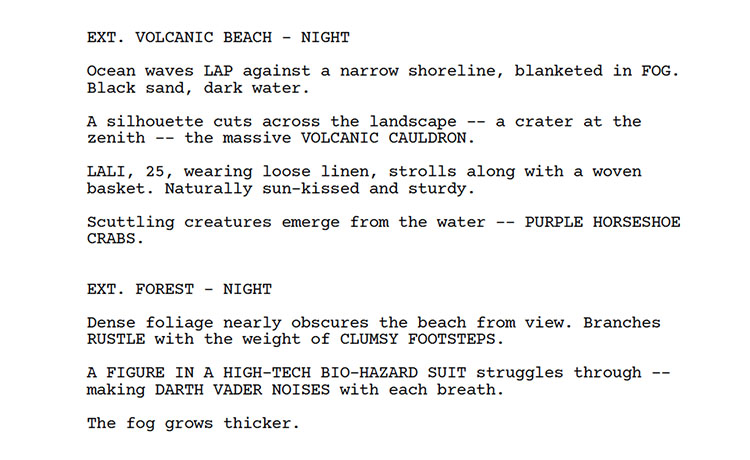 EXT. VOLCANIC BEACH - NIGHT
Ocean waves LAP against a narrow shoreline, blanketed in FOG.
Black sand, dark water.
A silhouette cuts across the landscape -- a crater at the
zenith -- the massive VOLCANIC CAULDRON.
LALI, 25, wearing loose linen, strolls along with a woven
basket. Naturally sun-kissed and sturdy.
Scuttling creatures emerge from the water -- PURPLE HORSESHOE
CRABS.
EXT. FOREST - NIGHT
Dense foliage nearly obscures the beach from view. Branches
RUSTLE with the weight of CLUMSY FOOTSTEPS.
A FIGURE IN A HIGH-TECH BIO-HAZARD SUIT struggles through --
making DARTH VADER NOISES with each breath.
The fog grows thicker.